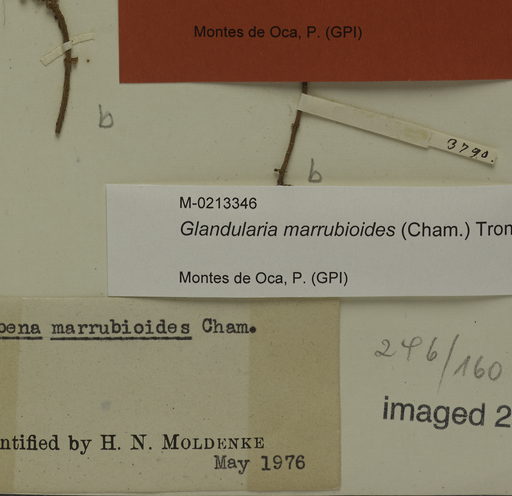 Montes de Oca, P. (GPI)
b
3790.
b
M-0213346
Glandularia marrubioides (Cham.) Tron
Montes de Oca, P. (GPI)
bena marrubioides Cham.
246/160
imaged 2
ntified by H. N. MOLDENKE
May 1976